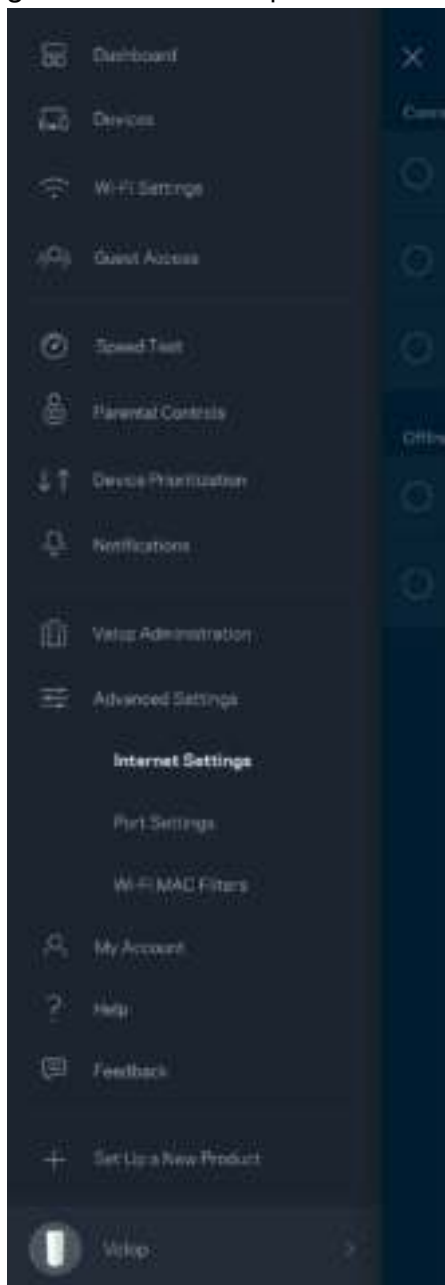 Dashboard
Devices
Wi-Fi Settings
Guest Access
Speed Test
Parental Controls
Device Prioritization
Notifications
Velop Administration
Advanced Settings
Internet Settings
Port Settings
Wi-Fi MAC Filters
My Account
Help
Feedback
Set Up a New Product
Velop